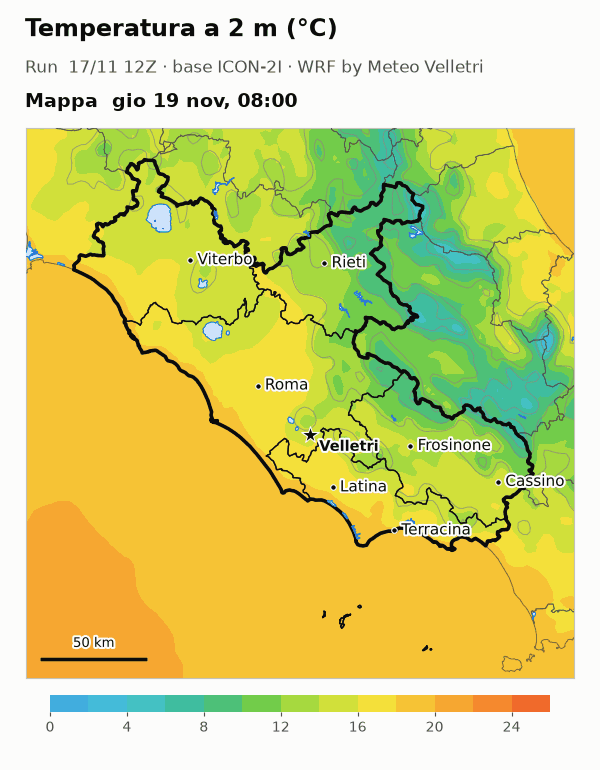 Temperatura a 2 m (°C)
Run  17/11 12Z · base ICON-2I · WRF by Meteo Velletri
Mappa  gio 19 nov, 08:00
Viterbo
Rieti
Roma
Velletri
Frosinone
Cassino
Latina
Terracina
50 km
0 4 8 12 16 20 24